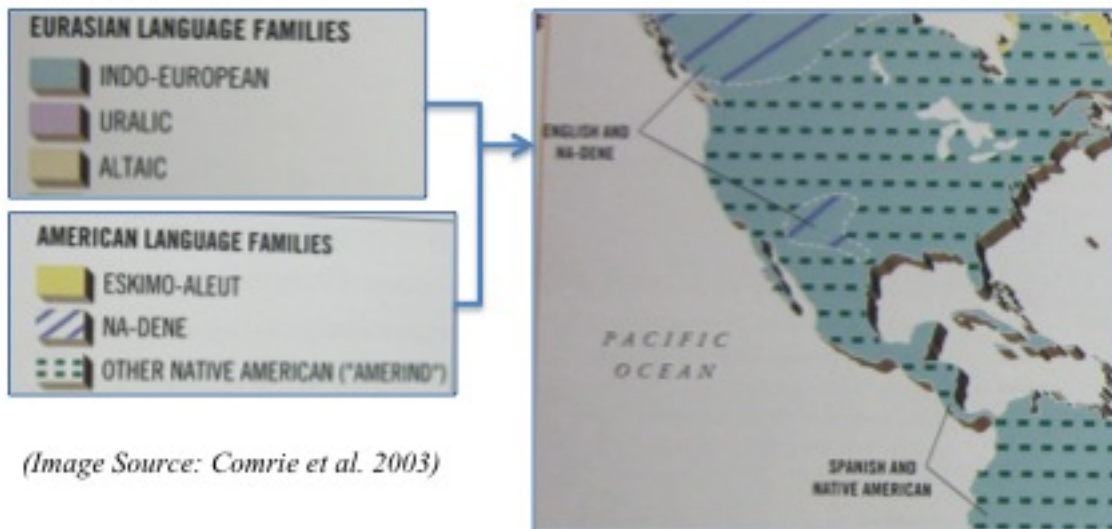 EURASIAN LANGUAGE FAMILIES
INDO-EUROPEAN
URALIC
ALTAIC
AMERICAN LANGUAGE FAMILIES
ESKIMO-ALEUT
NA-DENE
OTHER NATIVE AMERICAN ("AMERIND")
(Image Source: Comrie et al. 2003)
ENGLISH AND
NA-DENE
PACIFIC
OCEAN
SPANISH AND
NATIVE AMERICAN